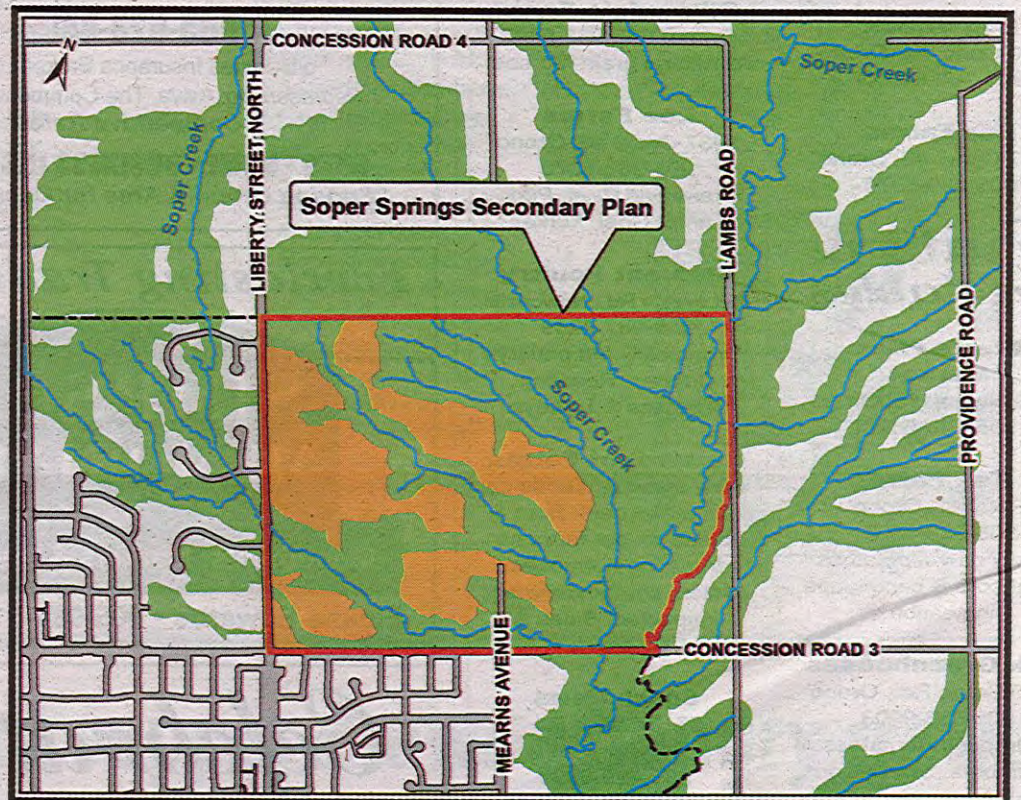 N
CONCESSION ROAD 4
Soper Creek
Soper Creek
LIBERTY STREET NORTH
LAMBS ROAD
Soper Springs Secondary Plan
PROVIDENCE ROAD
Soper Creek
MEARNS AVENUE
CONCESSION ROAD 3